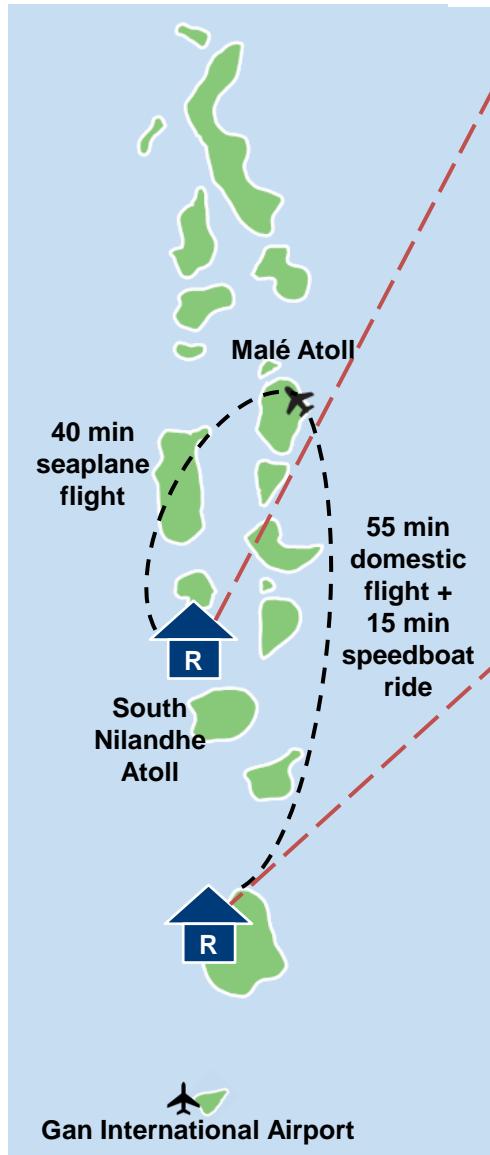 Malé Atoll
40 min
seaplane
flight
55 min
domestic
flight +
15 min
speedboat
ride
R
South
Nilandhe
Atoll
R
Gan International Airport